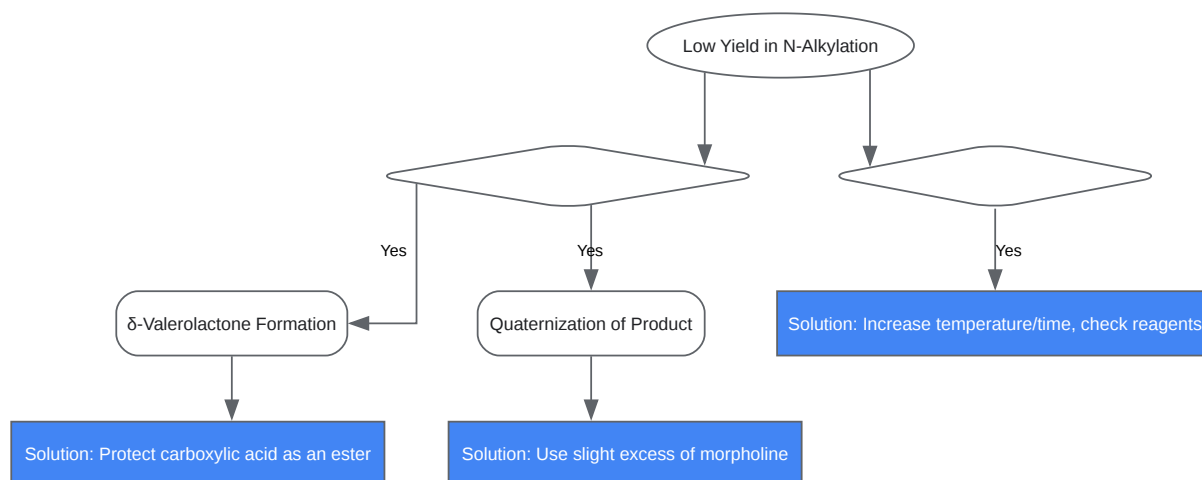 Low Yield in N-Alkylation
Yes
Yes
Yes
δ-Valerolactone Formation
Quaternization of Product
Solution: Increase temperature/time, check reagents
Solution: Protect carboxylic acid as an ester
Solution: Use slight excess of morpholine